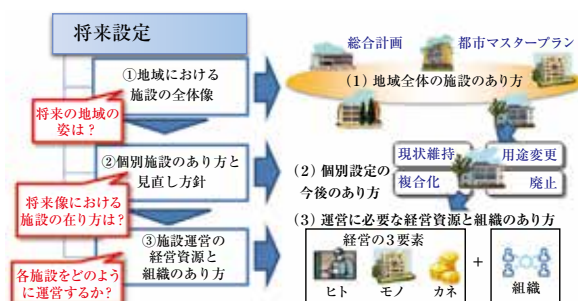 将来設定
①地域における
施設の全体像
将来の地域の
姿は？
②個別施設のあり方と
見直し方針
将来像における
施設の在り方は？
③施設運営の
経営資源と
組織のあり方
各施設をどのよう
に運営するか？
総合計画
都市マスタープラン
(1) 地域全体の施設のあり方
現状維持
用途変更
複合化
廃止
(2) 個別設定の
今後のあり方
(3) 運営に必要な経営資源と組織のあり方
経営の３要素
ヒト
モノ
カネ
+
組織